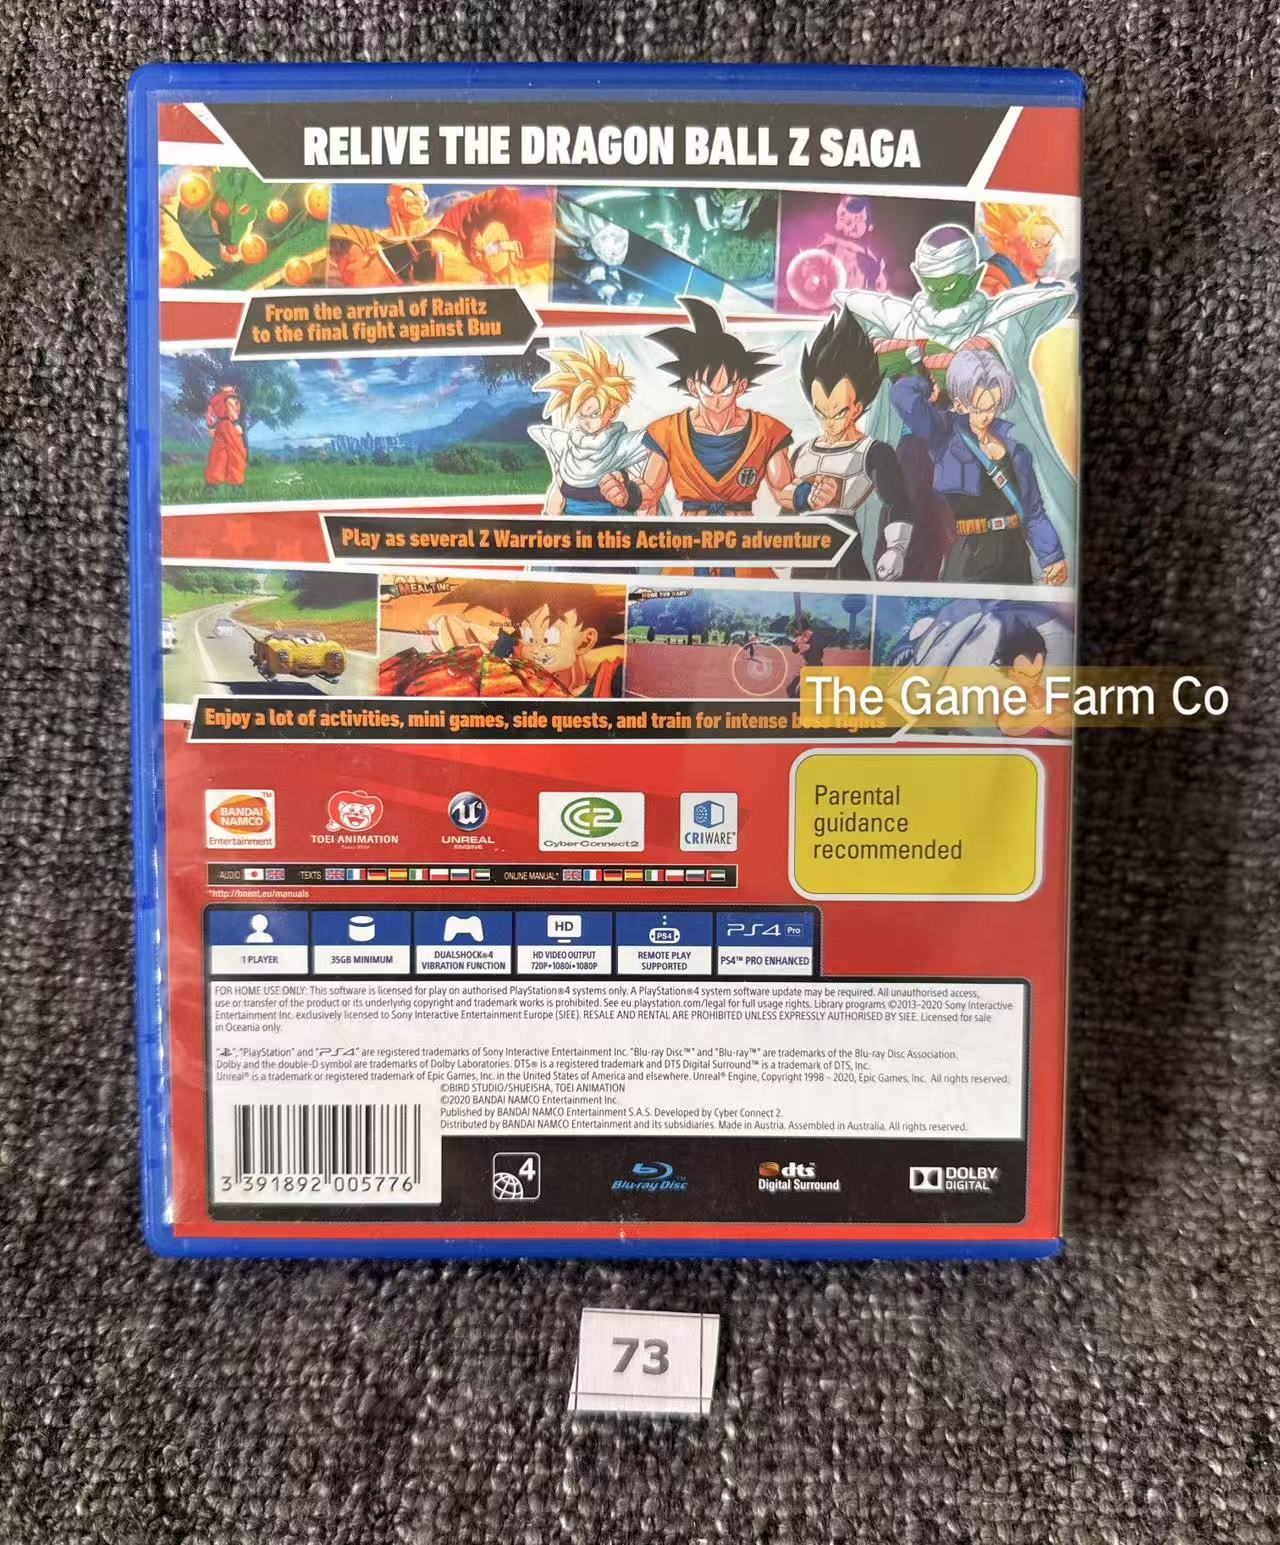 RELIVE THE DRAGON BALL Z SAGA
From the arrival of Raditz
to the final fight against Buu
Play as several Z Warriors in this Action-RPG adventure
MEALTIME
Enjoy a lot of activities, mini games, side quests, and train for intense boss fights
The Game Farm Co
BANDAI
NAMCO
Entertainment
TM
TOEI ANIMATION
UNREAL
ENGINE
CyberConnect2
CRIWARE™
Parental
guidance
recommended
AUDIO TEXTS ONLINE MANUAL*
*http://bnent.eu/manuals
1 PLAYER
35GB MINIMUM
DUALSHOCK®4
VIBRATION FUNCTION
HD
HD VIDEO OUTPUT
720P•1080i•1080P
PS4
REMOTE PLAY
SUPPORTED
PS4 Pro
PS4™ PRO ENHANCED
FOR HOME USE ONLY: This software is licensed for play on authorised PlayStation®4 systems only. A PlayStation®4 system software update may be required. All unauthorised access,
use or transfer of the product or its underlying copyright and trademark works is prohibited. See eu.playstation.com/legal for full usage rights. Library programs ©2013-2020 Sony Interactive
Entertainment Inc. exclusively licensed to Sony Interactive Entertainment Europe (SIEE). RESALE AND RENTAL ARE PROHIBITED UNLESS EXPRESSLY AUTHORISED BY SIEE. Licensed for sale
in Oceania only.
"PlayStation" and "PS4" are registered trademarks of Sony Interactive Entertainment Inc. "Blu-ray Disc™" and "Blu-ray™" are trademarks of the Blu-ray Disc Association.
Dolby and the double-D symbol are trademarks of Dolby Laboratories. DTS® is a registered trademark and DTS Digital Surround™ is a trademark of DTS, Inc.
Unreal® is a trademark or registered trademark of Epic Games, Inc. in the United States of America and elsewhere. Unreal® Engine, Copyright 1998 – 2020, Epic Games, Inc. All rights reserved.
©BIRD STUDIO/SHUEISHA, TOEI ANIMATION
©2020 BANDAI NAMCO Entertainment Inc.
Published by BANDAI NAMCO Entertainment S.A.S. Developed by Cyber Connect 2.
Distributed by BANDAI NAMCO Entertainment and its subsidiaries. Made in Austria. Assembled in Australia. All rights reserved.
3 391892 005776
4
Blu-ray Disc™
dts
Digital Surround
DOLBY
DIGITAL
73